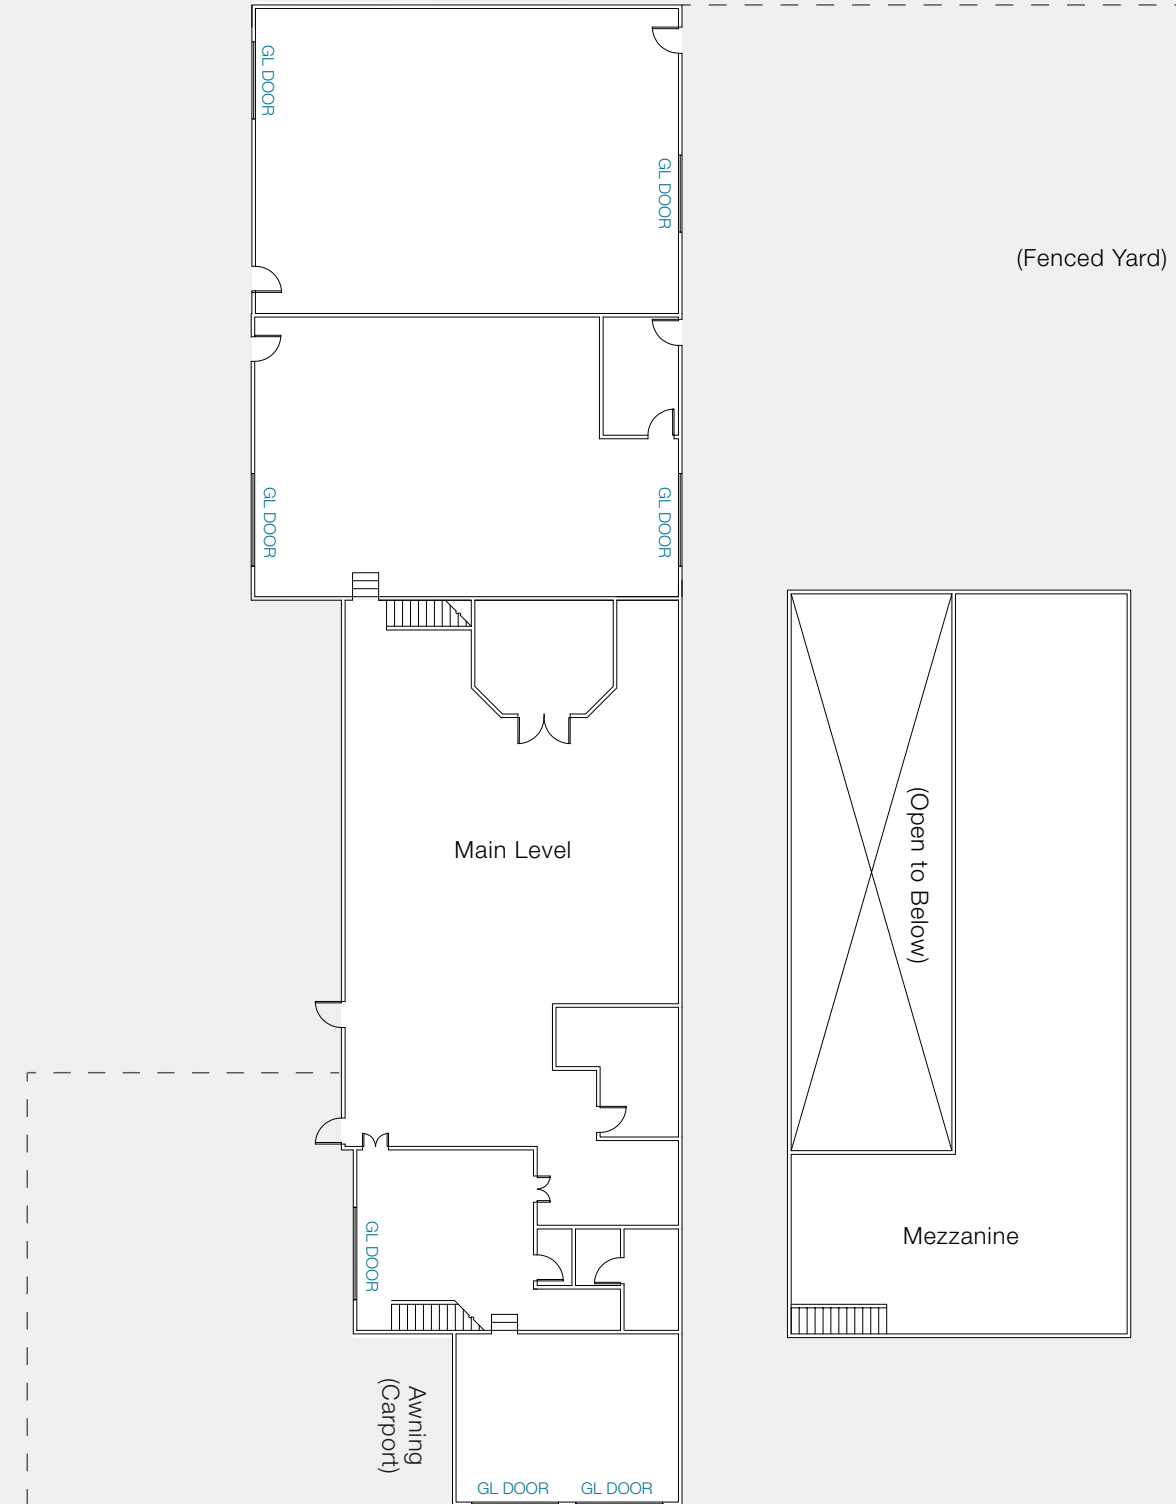 GL DOOR
GL DOOR
(Fenced Yard)
GL DOOR
GL DOOR
(Open to Below)
Main Level
Mezzanine
GL DOOR
Awning
(Carport)
GL DOOR
GL DOOR